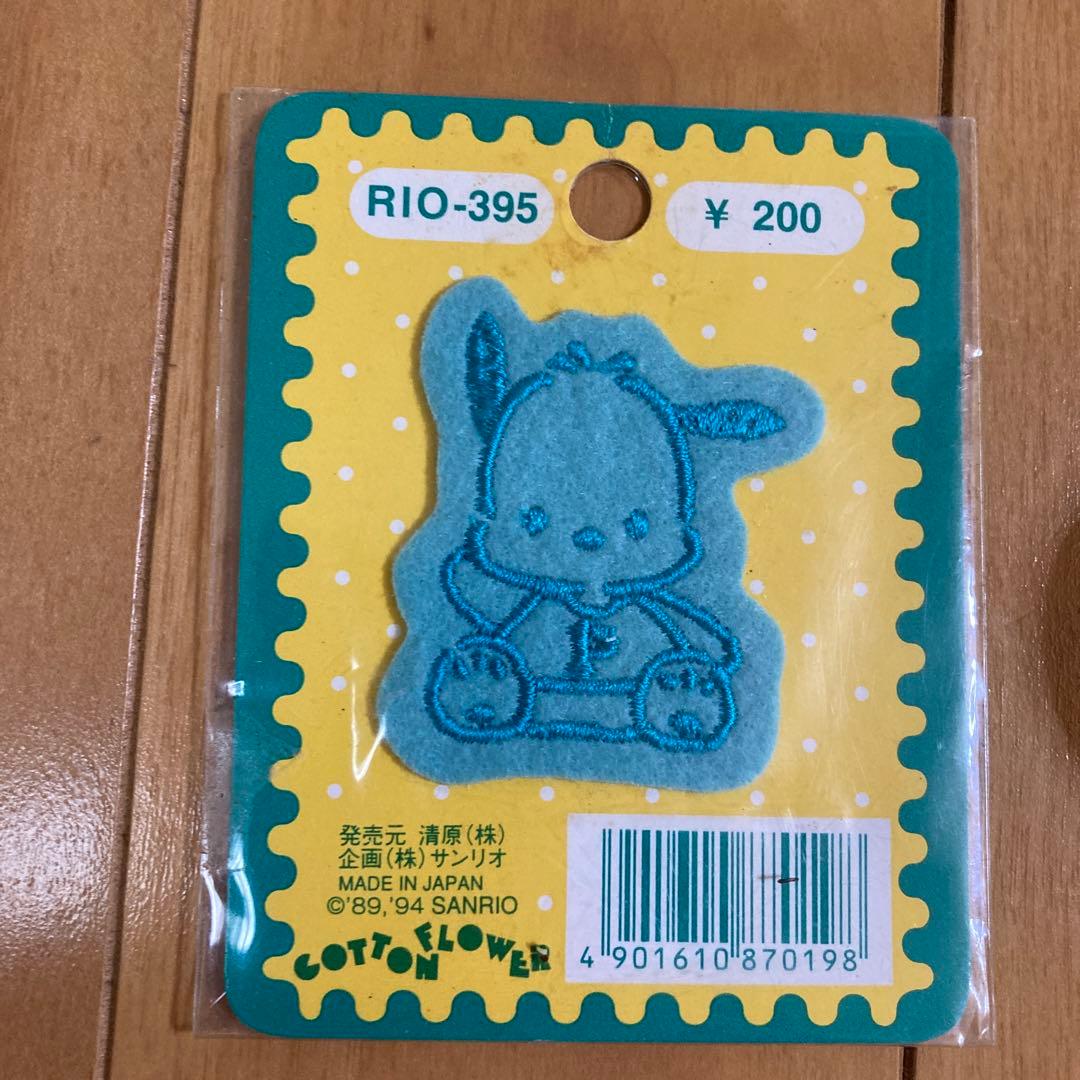 RIO-395
¥ 200
P
発売元 清原(株)
企画(株)サンリオ
MADE IN JAPAN
©'89,'94 SANRIO
COTTON FLOWER
4 901610 870198